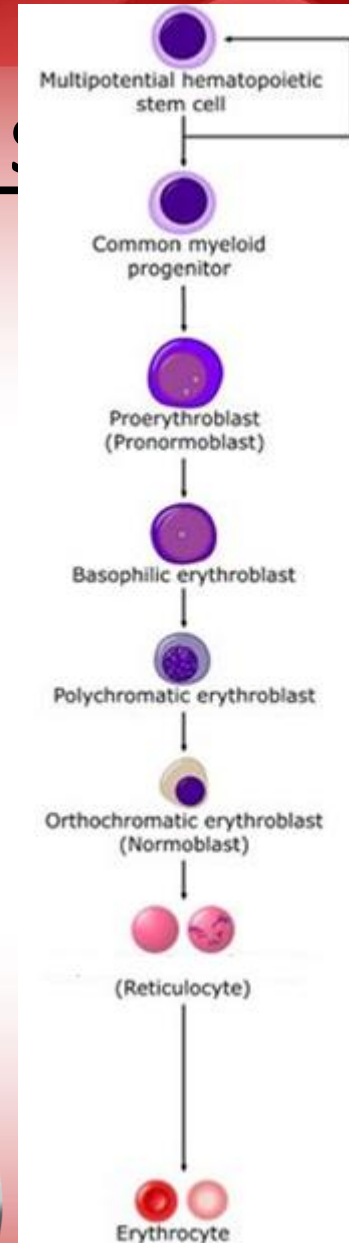 S
Multipotential hematopoietic
stem cell
Common myeloid
progenitor
Proerythroblast
(Pronormoblast)
Basophilic erythroblast
Polychromatic erythroblast
Orthochromatic erythroblast
(Normoblast)
(Reticulocyte)
Erythrocyte